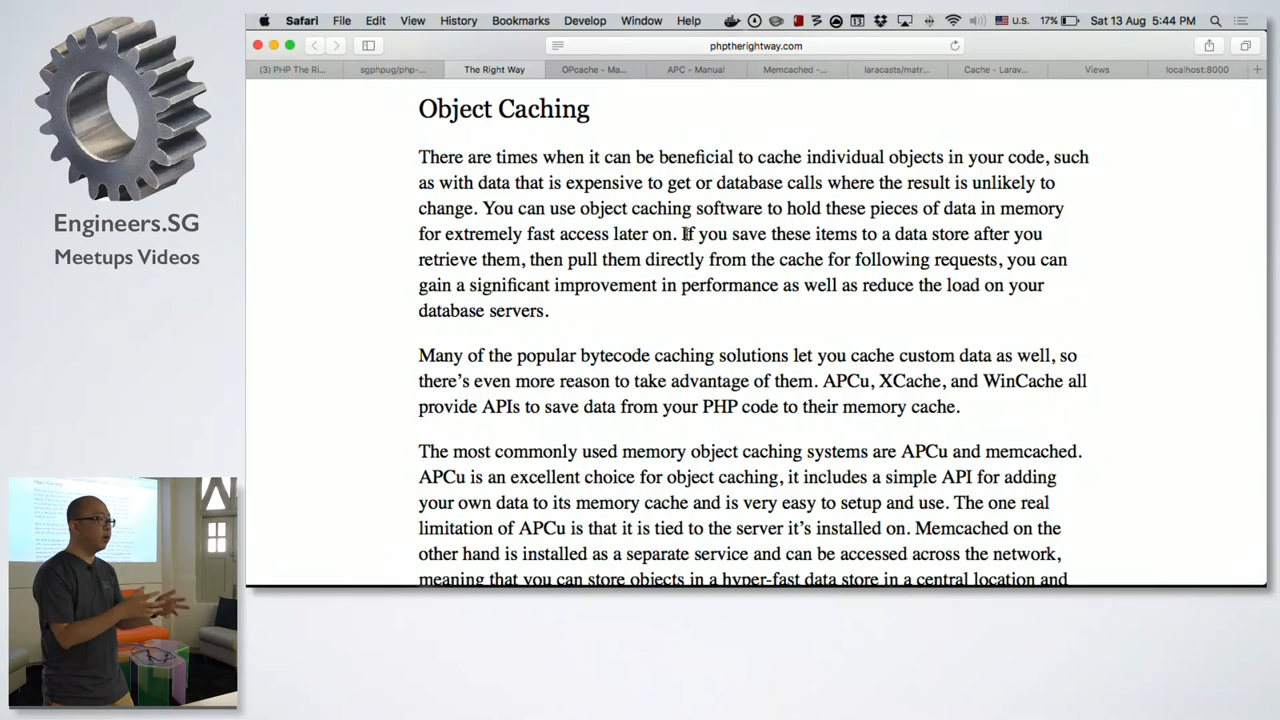 Safari File Edit View History Bookmarks Develop Window Help U.S. 17% Sat 13 Aug 5:44 PM
phptherightway.com
(3) PHP The Ri... sgphpug/php-... The Right Way OPcache - Ma... APC - Manual Memcached -... laracasts/matr... Cache - Larav... Views localhost:8000
Engineers.SG
Meetups Videos
Object Caching
There are times when it can be beneficial to cache individual objects in your code, such
as with data that is expensive to get or database calls where the result is unlikely to
change. You can use object caching software to hold these pieces of data in memory
for extremely fast access later on. If you save these items to a data store after you
retrieve them, then pull them directly from the cache for following requests, you can
gain a significant improvement in performance as well as reduce the load on your
database servers.
Many of the popular bytecode caching solutions let you cache custom data as well, so
there's even more reason to take advantage of them. APCu, XCache, and WinCache all
provide APIs to save data from your PHP code to their memory cache.
The most commonly used memory object caching systems are APCu and memcached.
APCu is an excellent choice for object caching, it includes a simple API for adding
your own data to its memory cache and is very easy to setup and use. The one real
limitation of APCu is that it is tied to the server it's installed on. Memcached on the
other hand is installed as a separate service and can be accessed across the network,
meaning that you can store objects in a hyper-fast data store in a central location and